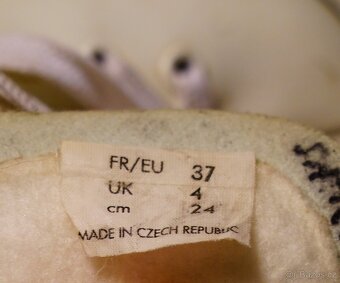 FR/EU 37
UK 4
cm 24
MADE IN CZECH REPUBLIC